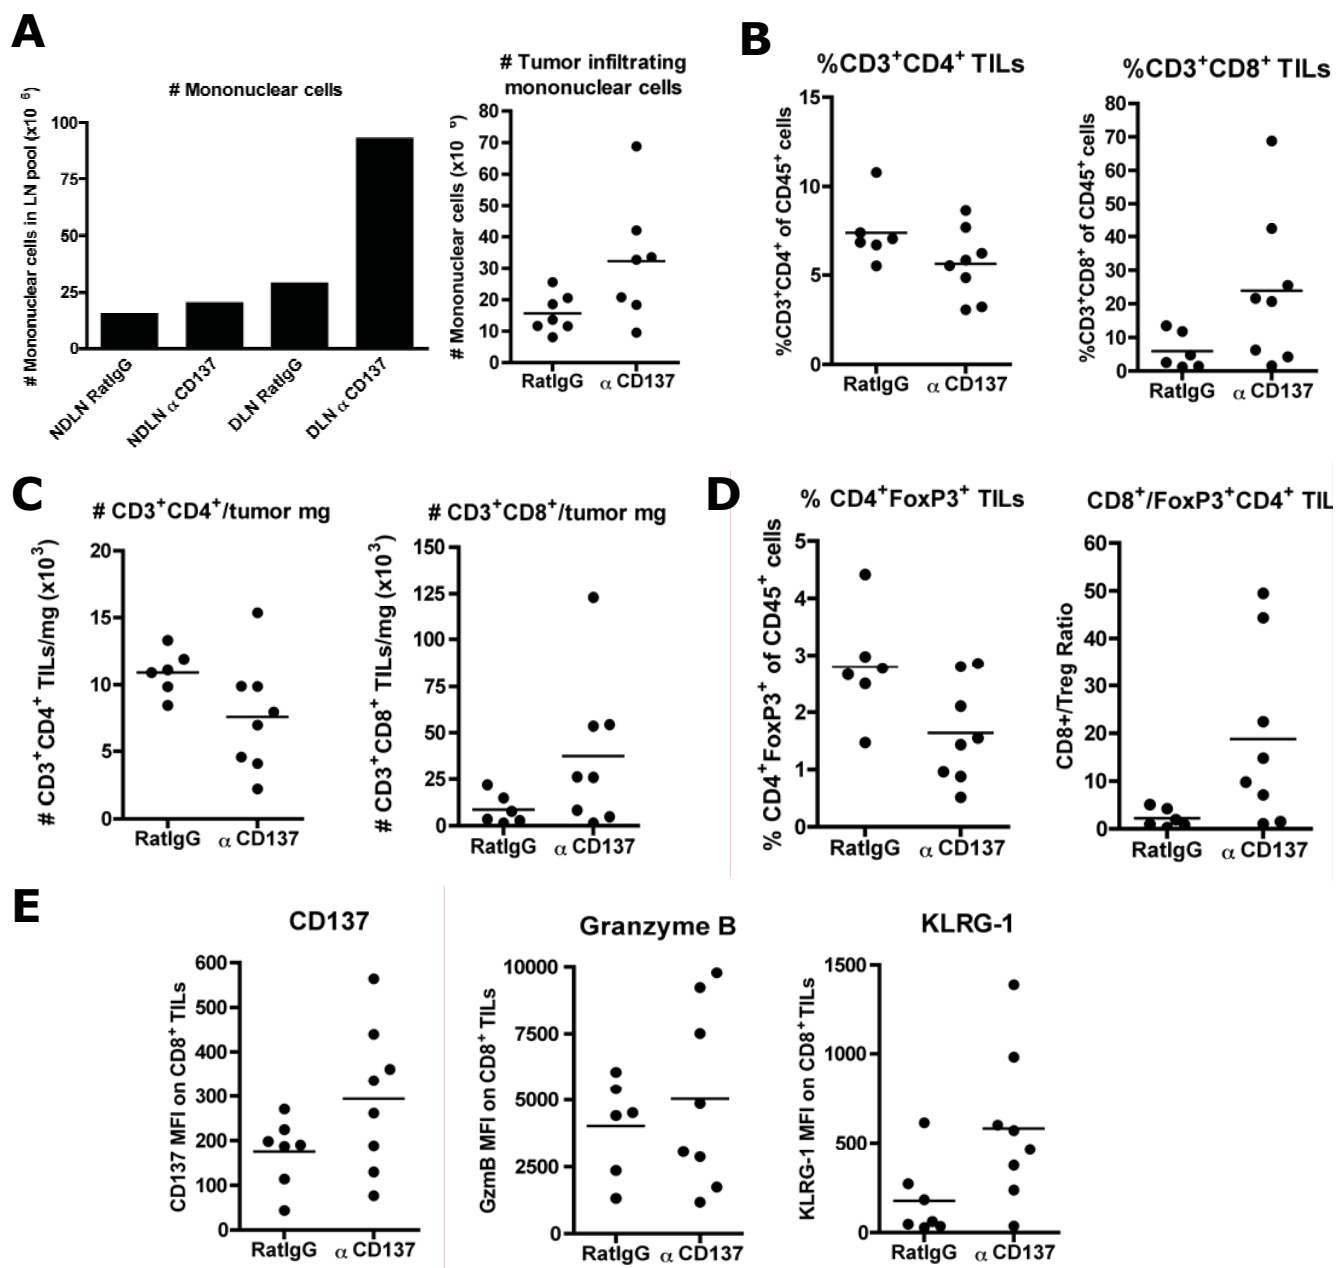 A
# Mononuclear cells
# Mononuclear cells in LN pool (x10 6)
100
75
50
25
0
NDLN RatIgG
NDLN α CD137
DLN RatIgG
DLN α CD137
# Tumor infiltrating
mononuclear cells
# Mononuclear cells (x10
80
70
60
50
40
30
20
10
0
RatIgG
α CD137
B
%CD3+CD4+ TILs
%CD3+CD4+ of CD45+ cells
15
10
5
0
RatIgG
α CD137
%CD3+CD8+ TILs
%CD3+CD8+ of CD45+ cells
80
70
60
50
40
30
20
10
0
RatIgG
α CD137
C
# CD3+CD4+/tumor mg
# CD3+CD4+ TILs/mg (x103)
20
15
10
5
0
RatIgG
α CD137
# CD3+CD8+/tumor mg
# CD3+CD8+ TILs/mg (x103)
150
125
100
75
50
25
0
RatIgG
α CD137
D
% CD4+FoxP3+ TILs
% CD4+FoxP3+ of CD45+ cells
5
4
3
2
1
0
RatIgG
α CD137
CD8+/FoxP3+CD4+ TIL
CD8+/Treg Ratio
60
50
40
30
20
10
0
RatIgG
α CD137
E
CD137
CD137 MFI on CD8+ TILs
600
500
400
300
200
100
0
RatIgG
α CD137
Granzyme B
GzmB MFI on CD8+ TILs
10000
7500
5000
2500
0
RatIgG
α CD137
KLRG-1
KLRG-1 MFI on CD8+ TILs
1500
1000
500
0
RatIgG
α CD137